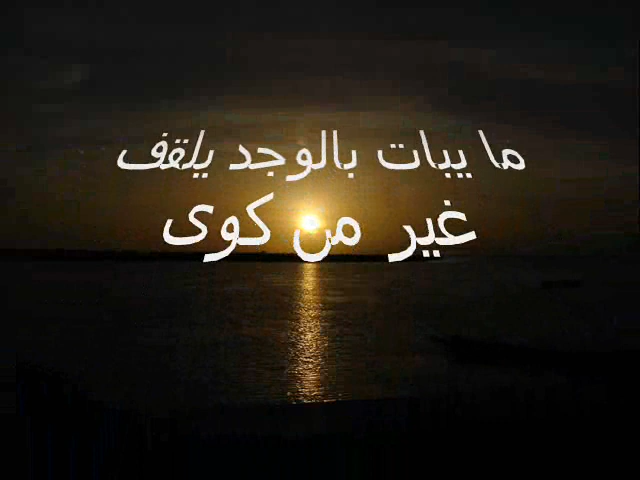 ما يبات بالوجد يلقف
غير من كوى